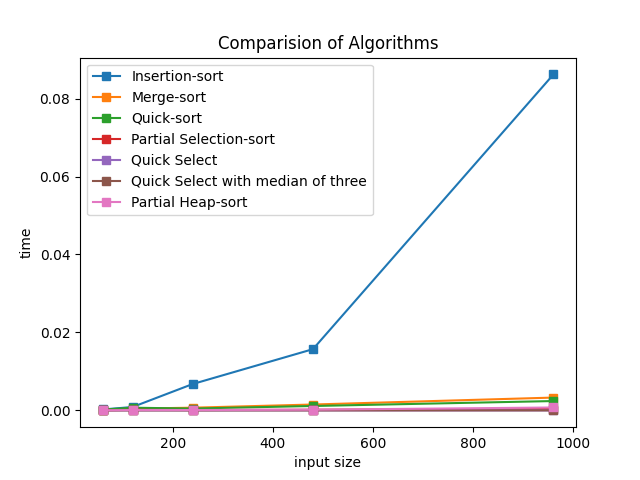 Comparision of Algorithms
Insertion-sort
Merge-sort
Quick-sort
Partial Selection-sort
Quick Select
Quick Select with median of three
Partial Heap-sort
0.08
0.06
0.04
0.02
0.00
time
200
400
600
800
1000
input size